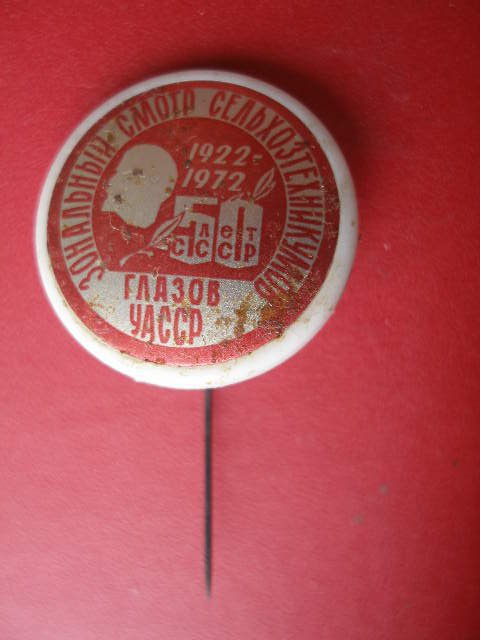 ЗОНАЛЬНЫЙ СМОТР СЕЛЬХОЗТЕХНИКУМОВ
1922-
1972
50
ЛЕТ
СССР
ГЛАЗОВ
УАССР